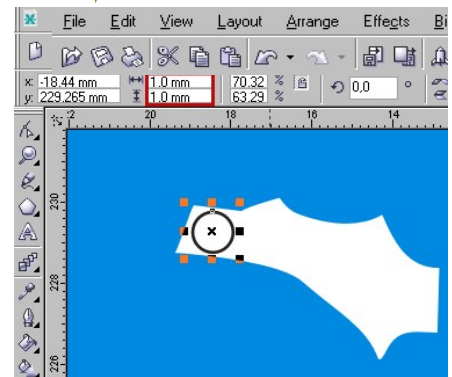 File Edit View Layout Arrange Effects Bi
x: -18.44 mm 1.0 mm 70.32 % 0,0 °
y: 229.265 mm 1.0 mm 63.29 %
2 20 18 16 14
230
228
226